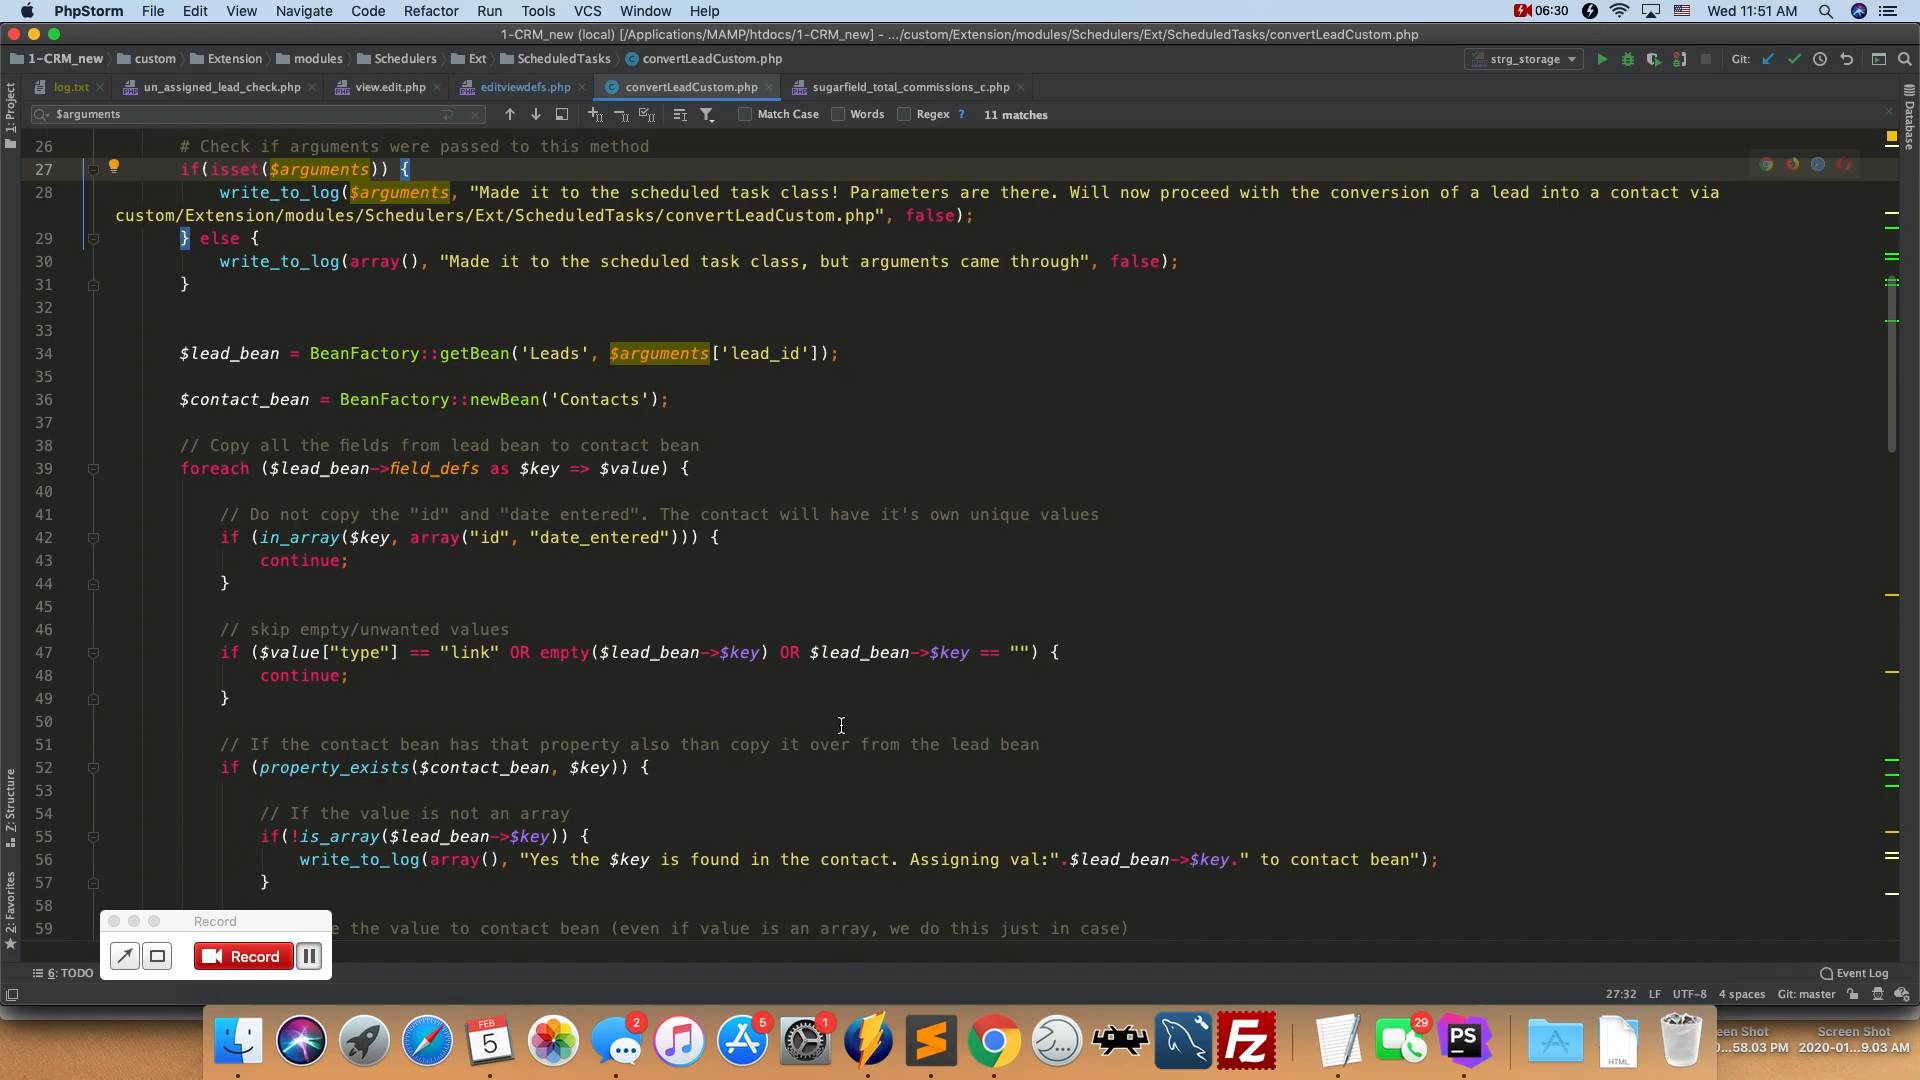 PhpStorm File Edit View Navigate Code Refactor Run Tools VCS Window Help 06:30 Wed 11:51 AM
1-CRM_new (local) [/Applications/MAMP/htdocs/1-CRM_new] - .../custom/Extension/modules/Schedulers/Ext/ScheduledTasks/convertLeadCustom.php
1-CRM_new custom Extension modules Schedulers Ext ScheduledTasks convertLeadCustom.php strg_storage Git:
log.txt un_assigned_lead_check.php view.edit.php editviewdefs.php convertLeadCustom.php sugarfield_total_commissions_c.php
$arguments Match Case Words Regex ? 11 matches
1: Project
Database
26 # Check if arguments were passed to this method
27 if(isset($arguments)) {
28 write_to_log($arguments, "Made it to the scheduled task class! Parameters are there. Will now proceed with the conversion of a lead into a contact via
custom/Extension/modules/Schedulers/Ext/ScheduledTasks/convertLeadCustom.php", false);
29 } else {
30 write_to_log(array(), "Made it to the scheduled task class, but arguments came through", false);
31 }
32
33
34 $lead_bean = BeanFactory::getBean('Leads', $arguments['lead_id']);
35
36 $contact_bean = BeanFactory::newBean('Contacts');
37
38 // Copy all the fields from lead bean to contact bean
39 foreach ($lead_bean->field_defs as $key => $value) {
40
41 // Do not copy the "id" and "date entered". The contact will have it's own unique values
42 if (in_array($key, array("id", "date_entered"))) {
43 continue;
44 }
45
46 // skip empty/unwanted values
47 if ($value["type"] == "link" OR empty($lead_bean->$key) OR $lead_bean->$key == "") {
48 continue;
49 }
50
51 // If the contact bean has that property also than copy it over from the lead bean
52 if (property_exists($contact_bean, $key)) {
53
54 // If the value is not an array
55 if(!is_array($lead_bean->$key)) {
56 write_to_log(array(), "Yes the $key is found in the contact. Assigning val:".$lead_bean->$key." to contact bean");
57 }
58
59 e the value to contact bean (even if value is an array, we do this just in case)
Z: Structure
2: Favorites
Record
Record
6: TODO Event Log
27:32 LF UTF-8 4 spaces Git: master
FEB
5
2
5
1
29
PS
Fz
HTML
een Shot Screen Shot
0...58.03 PM 2020-01...9.03 AM